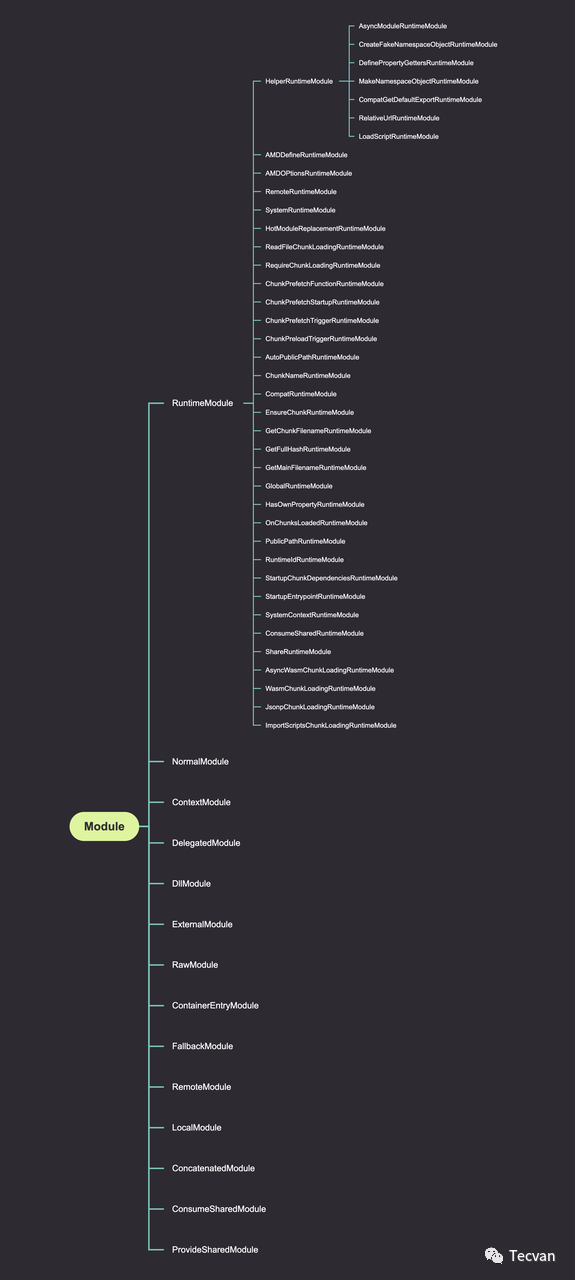 AsyncModuleRuntimeModule
CreateFakeNamespaceObjectRuntimeModule
DefinePropertyGettersRuntimeModule
HelperRuntimeModule
MakeNamespaceObjectRuntimeModule
CompatGetDefaultExportRuntimeModule
RelativeUrlRuntimeModule
LoadScriptRuntimeModule
AMDDefineRuntimeModule
AMDOPtionsRuntimeModule
RemoteRuntimeModule
SystemRuntimeModule
HotModuleReplacementRuntimeModule
ReadFileChunkLoadingRuntimeModule
RequireChunkLoadingRuntimeModule
ChunkPrefetchFunctionRuntimeModule
ChunkPrefetchStartupRuntimeModule
ChunkPrefetchTriggerRuntimeModule
ChunkPreloadTriggerRuntimeModule
AutoPublicPathRuntimeModule
ChunkNameRuntimeModule
CompatRuntimeModule
RuntimeModule
EnsureChunkRuntimeModule
GetChunkFilenameRuntimeModule
GetFullHashRuntimeModule
GetMainFilenameRuntimeModule
GlobalRuntimeModule
HasOwnPropertyRuntimeModule
OnChunksLoadedRuntimeModule
PublicPathRuntimeModule
RuntimeIdRuntimeModule
StartupChunkDependenciesRuntimeModule
StartupEntrypointRuntimeModule
SystemContextRuntimeModule
ConsumeSharedRuntimeModule
ShareRuntimeModule
AsyncWasmChunkLoadingRuntimeModule
WasmChunkLoadingRuntimeModule
JsonpChunkLoadingRuntimeModule
ImportScriptsChunkLoadingRuntimeModule
NormalModule
ContextModule
Module
DelegatedModule
DllModule
ExternalModule
RawModule
ContainerEntryModule
FallbackModule
RemoteModule
LocalModule
ConcatenatedModule
ConsumeSharedModule
ProvideSharedModule
Tecvan